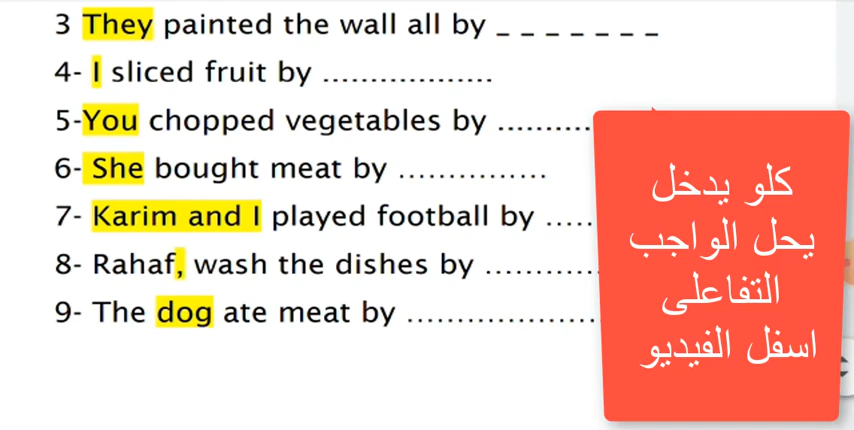 3 They painted the wall all by _ _ _ _ _ _ _
4- I sliced fruit by ...................
5-You chopped vegetables by ...........
6- She bought meat by ................
7- Karim and I played football by .....
8- Rahaf, wash the dishes by ............
9- The dog ate meat by ....................
كلو يدخل
يحل الواجب
التفاعلى
اسفل الفيديو